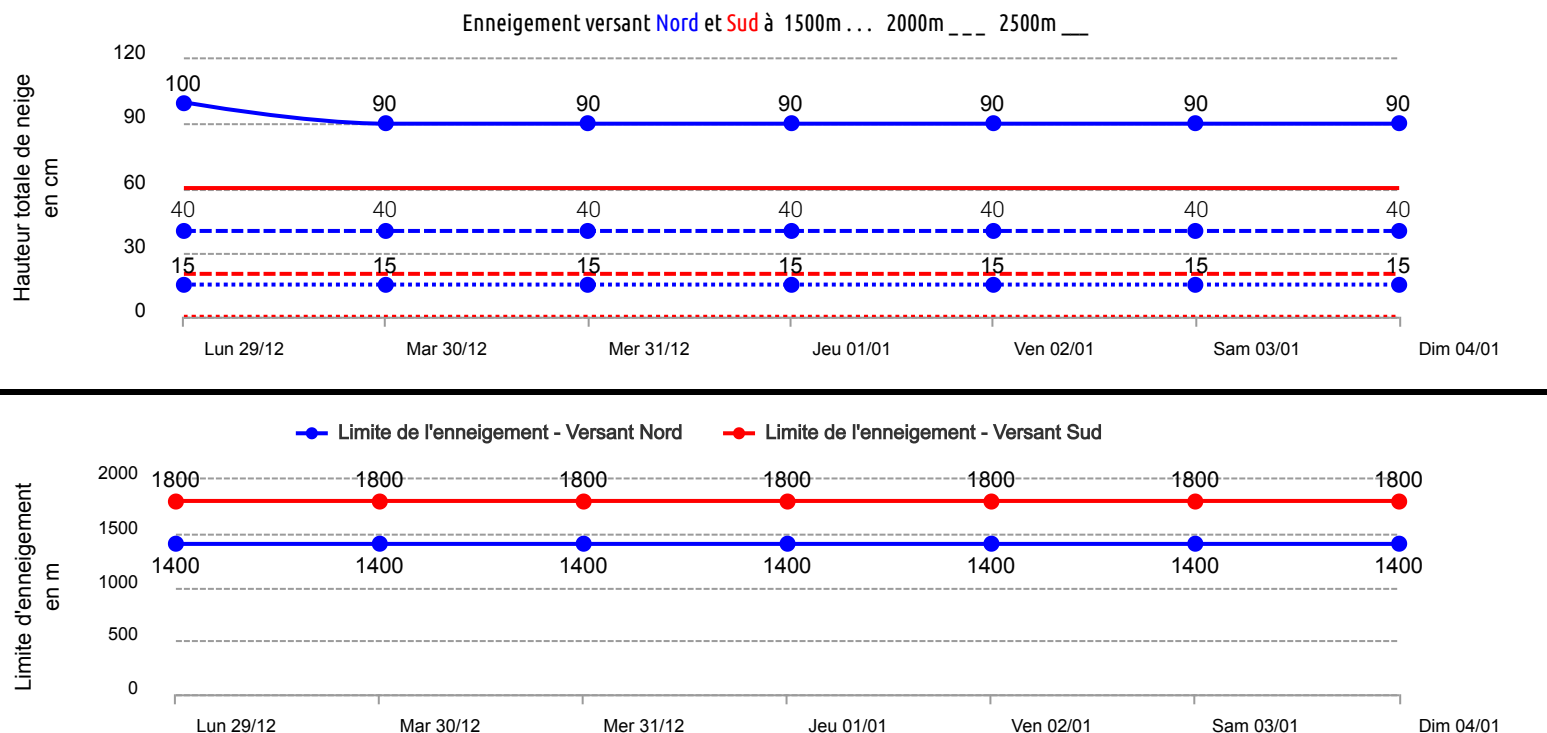 Enneigement versant Nord et Sud à 1500m . . . 2000m _ _ _ 2500m ___
Hauteur totale de neige
en cm
120
90
60
30
0
100 90 90 90 90 90 90
40 40 40 40 40 40 40
15 15 15 15 15 15 15
Lun 29/12 Mar 30/12 Mer 31/12 Jeu 01/01 Ven 02/01 Sam 03/01 Dim 04/01
Limite de l'enneigement - Versant Nord Limite de l'enneigement - Versant Sud
Limite d'enneigement
en m
2000
1500
1000
500
0
1800 1800 1800 1800 1800 1800 1800
1400 1400 1400 1400 1400 1400 1400
Lun 29/12 Mar 30/12 Mer 31/12 Jeu 01/01 Ven 02/01 Sam 03/01 Dim 04/01